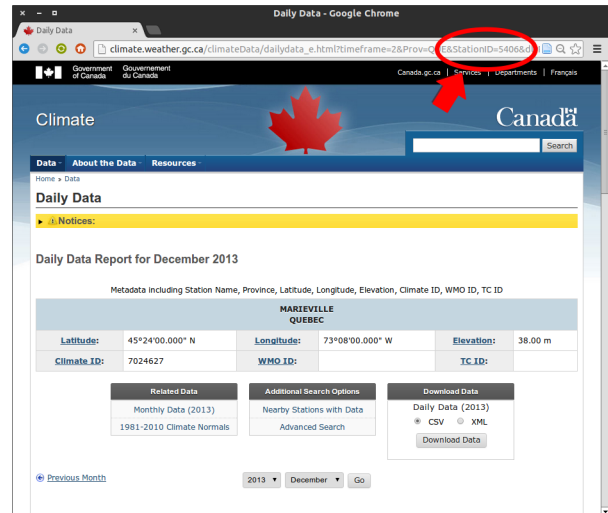 Daily Data - Google Chrome
Daily Data
climate.weather.gc.ca/climateData/dailydata_e.html?timeframe=2&Prov=QUE&StationID=5406&d
Government of Canada
Gouvernement du Canada
Canada.gc.ca | Services | Departments | Français
Climate
Canada
Search
Data About the Data Resources
Home > Data
Daily Data
Notices:
Daily Data Report for December 2013
Metadata including Station Name, Province, Latitude, Longitude, Elevation, Climate ID, WMO ID, TC ID
MARIEVILLE
QUEBEC
Latitude: 45°24'00.000" N Longitude: 73°08'00.000" W Elevation: 38.00 m
Climate ID: 7024627 WMO ID: TC ID:
Related Data Additional Search Options Download Data
Monthly Data (2013) Nearby Stations with Data Daily Data (2013)
CSV XML
1981-2010 Climate Normals Advanced Search
Download Data
Previous Month 2013 December Go